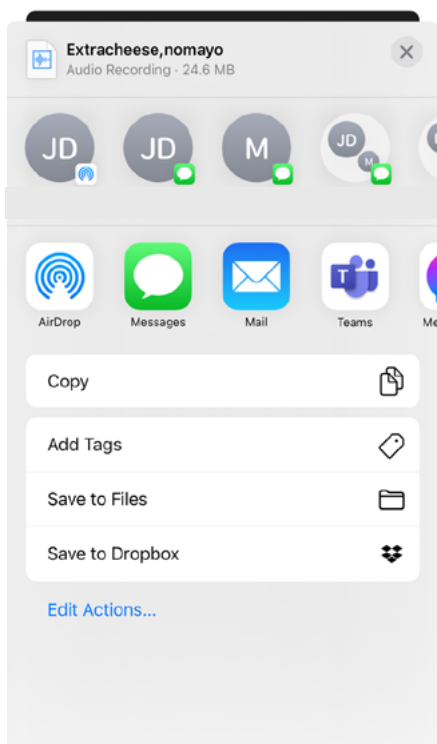 Extracheese,nomayo
Audio Recording · 24.6 MB
JD
JD
M
JD
M
AirDrop
Messages
Mail
T
Teams
Me
Copy
Add Tags
Save to Files
Save to Dropbox
Edit Actions...